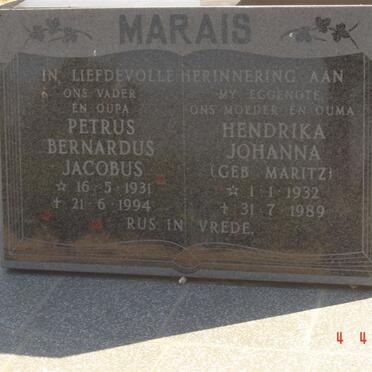 MARAIS
IN LIEFDEVOLLE HERINNERING AAN
ONS VADER
EN OUPA
PETRUS
BERNARDUS
JACOBUS
☆ 16-5-1931
✝ 21-6-1994
MY EGGENOTE
ONS MOEDER EN OUMA
HENDRIKA
JOHANNA
(GEB MARITZ)
☆ 1-1-1932
✝ 31-7-1989
RUS IN VREDE.
4 4